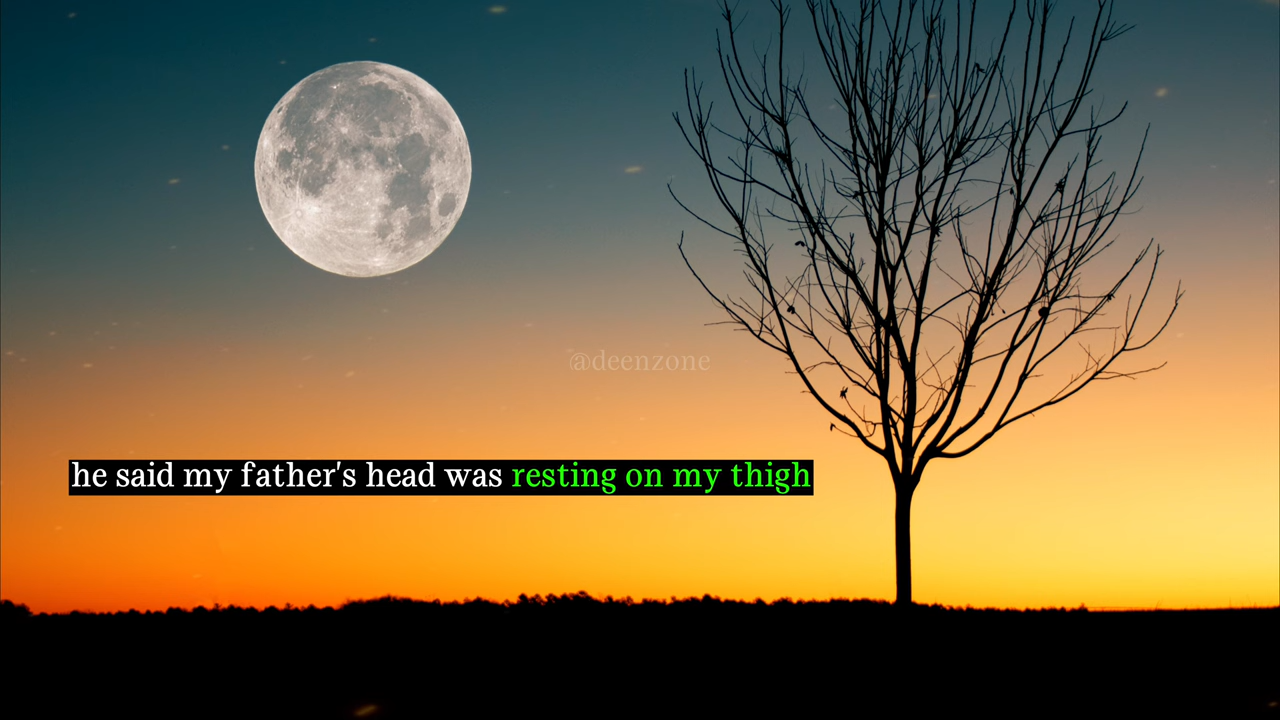 @deenzone
he said my father's head was resting on my thigh